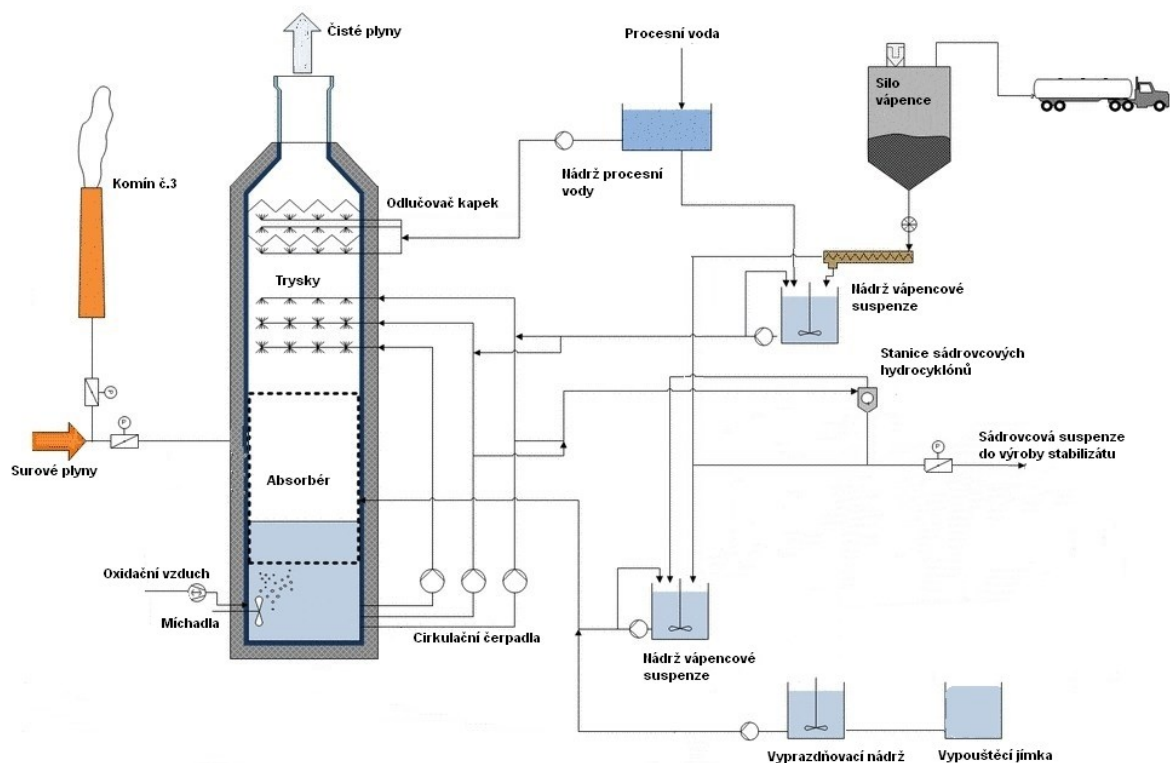 Čisté plyny
Procesní voda
Silo
vápence
Komín č.3
Nádrž procesní
vody
Odlučovač kapek
Trysky
Nádrž vápencové
suspenze
Stanice sádrovcových
hydrocyklónů
P
P
P
Surové plyny
Sádrovcová suspenze
do výroby stabilizátu
Absorbér
Oxidační vzduch
Míchadla
Cirkulační čerpadla
Nádrž vápencové
suspenze
Vyprazdňovací nádrž
Vypouštěcí jímka